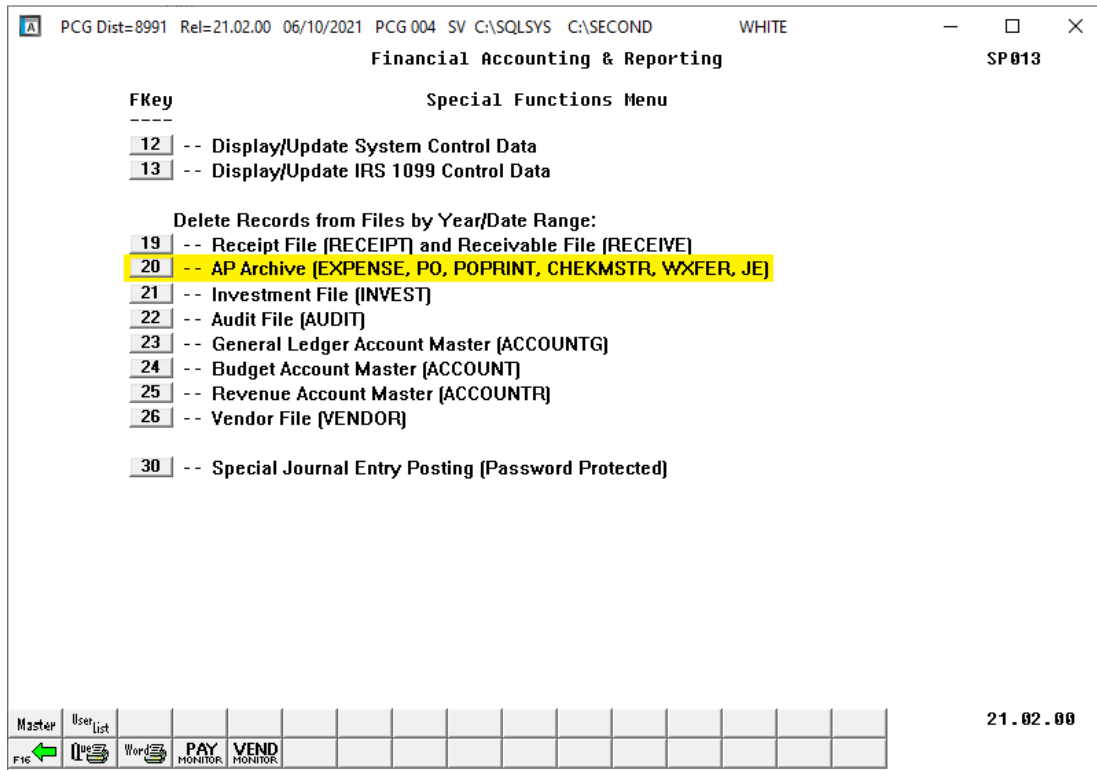 A PCG Dist=8991 Rel=21.02.00 06/10/2021 PCG 004 SV C:\SQLSYS C:\SECOND WHITE
Financial Accounting & Reporting SP013
FKey Special Functions Menu
----
12 -- Display/Update System Control Data
13 -- Display/Update IRS 1099 Control Data
Delete Records from Files by Year/Date Range:
19 -- Receipt File (RECEIPT) and Receivable File (RECEIVE)
20 -- AP Archive (EXPENSE, PO, POPRINT, CHEKMSTR, WXFER, JE)
21 -- Investment File (INVEST)
22 -- Audit File (AUDIT)
23 -- General Ledger Account Master (ACCOUNTG)
24 -- Budget Account Master (ACCOUNT)
25 -- Revenue Account Master (ACCOUNTR)
26 -- Vendor File (VENDOR)
30 -- Special Journal Entry Posting (Password Protected)
Master User List 21.02.00
F16 Que Word PAY MONITOR VEND MONITOR